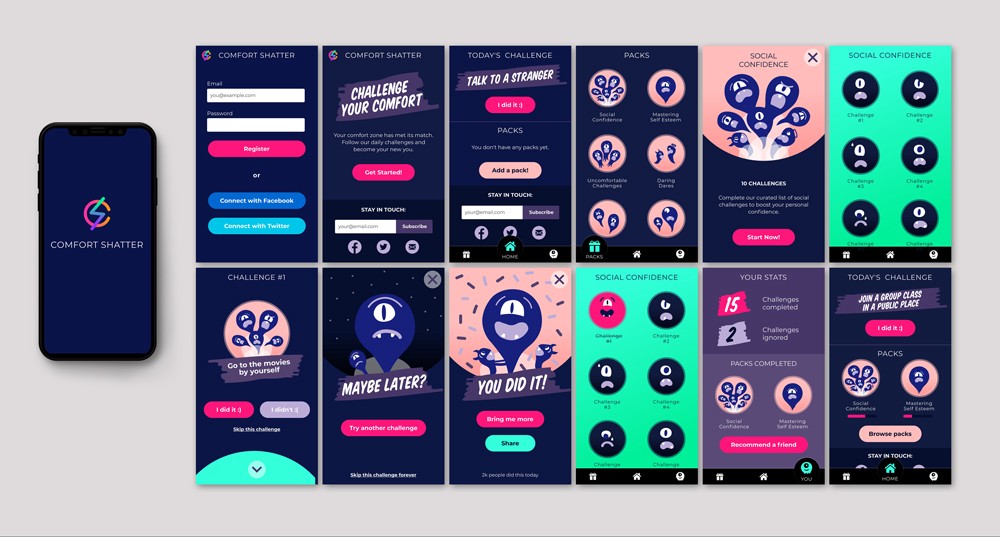 COMFORT SHATTER
COMFORT SHATTER
Email
you@example.com
Password
Register
or
Connect with Facebook
Connect with Twitter
COMFORT SHATTER
CHALLENGE
YOUR COMFORT
Your comfort zone has met its match.
Follow our daily challenges and
become your new you.
Get Started!
STAY IN TOUCH:
your@email.com
Subscribe
TODAY'S CHALLENGE
TALK TO A STRANGER
I did it :)
PACKS
You don't have any packs yet.
Add a pack!
STAY IN TOUCH:
your@email.com
Subscribe
HOME
PACKS
Social
Confidence
Mastering
Self Esteem
Uncomfortable
Challenges
Daring
Dares
PACKS
SOCIAL
CONFIDENCE
10 CHALLENGES
Complete our curated list of social
challenges to boost your personal
confidence.
Start Now!
SOCIAL CONFIDENCE
Challenge
#1
Challenge
#2
Challenge
#3
Challenge
#4
Challenge
Challenge
CHALLENGE #1
Go to the movies
by yourself
I did it :)
I didn't :(
Skip this challenge
MAYBE LATER?
Try another challenge
Skip this challenge forever
YOU DID IT!
Bring me more
Share
2k people did this today
SOCIAL CONFIDENCE
Challenge
#1
Challenge
#2
Challenge
#3
Challenge
#4
Challenge
Challenge
YOUR STATS
15
Challenges
completed
2
Challenges
ignored
PACKS COMPLETED
Social
Confidence
Mastering
Self Esteem
Recommend a friend
YOU
TODAY'S CHALLENGE
JOIN A GROUP CLASS
IN A PUBLIC PLACE
I did it :)
PACKS
Social
Confidence
Mastering
Self Esteem
Browse packs
STAY IN TOUCH:
HOME